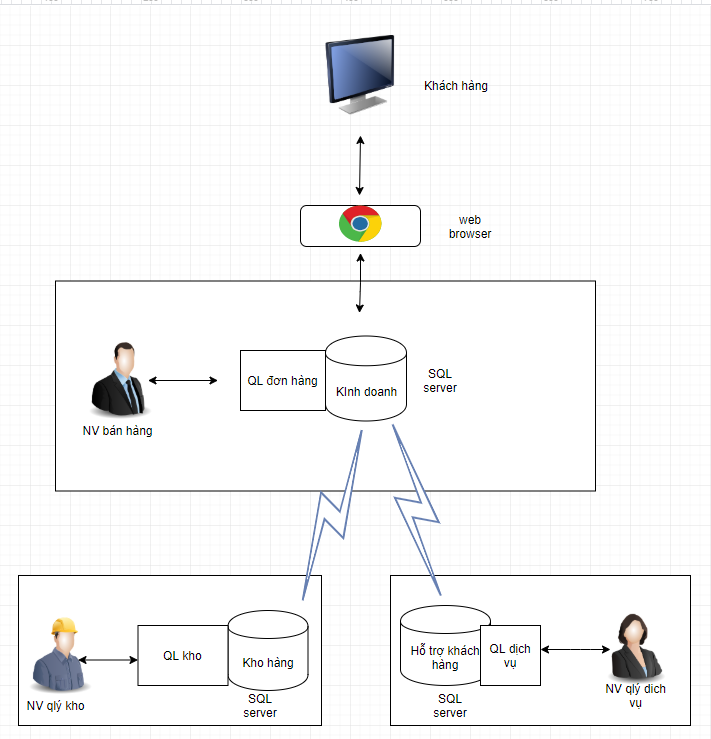 Khách hàng
web
browser
SQL
server
QL đơn hàng
KInh doanh
NV bán hàng
QL kho
Kho hàng
SQL
server
NV qlý kho
Hỗ trợ khách
hàng
QL dịch
vụ
SQL
server
NV qlý dich
vụ